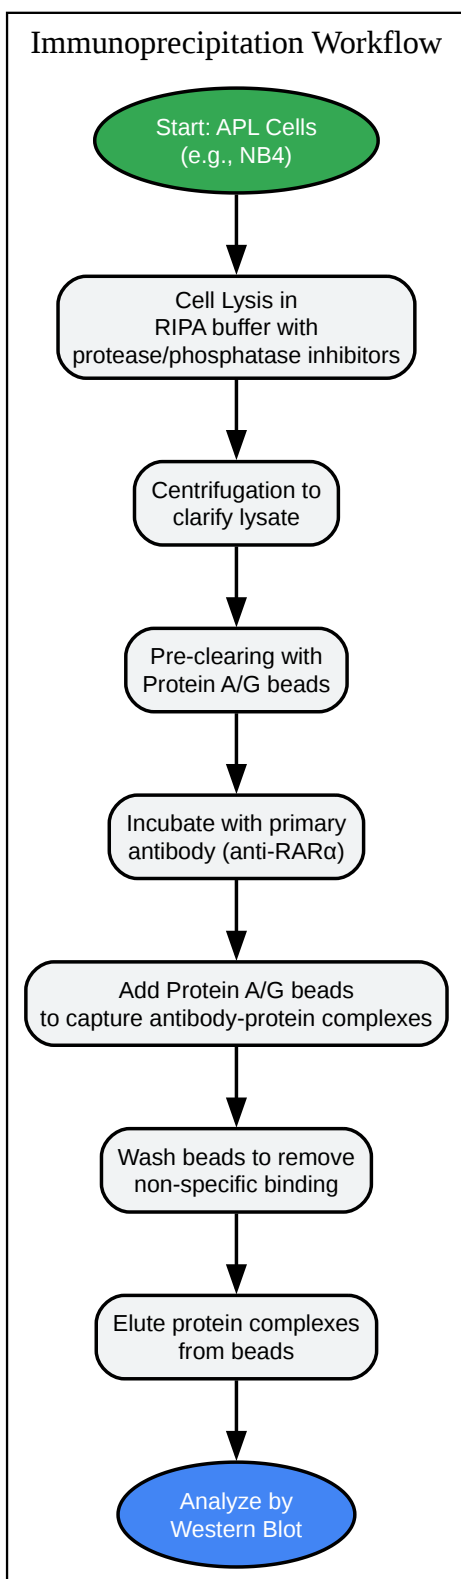 Immunoprecipitation Workflow
Start: APL Cells
(e.g., NB4)
Cell Lysis in
RIPA buffer with
protease/phosphatase inhibitors
Centrifugation to
clarify lysate
Pre-clearing with
Protein A/G beads
Incubate with primary
antibody (anti-RARα)
Add Protein A/G beads
to capture antibody-protein complexes
Wash beads to remove
non-specific binding
Elute protein complexes
from beads
Analyze by
Western Blot